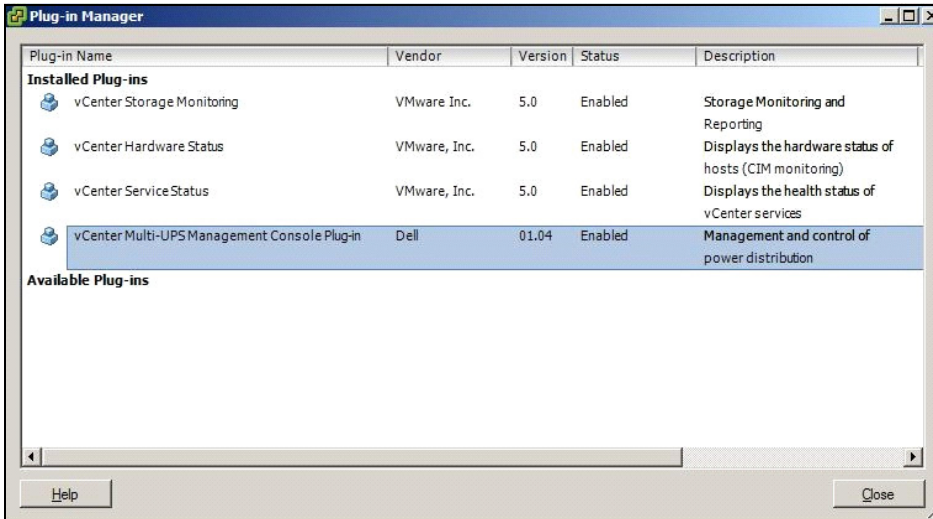 Plug-in Manager
Plug-in Name Vendor Version Status Description
Installed Plug-ins
vCenter Storage Monitoring VMware Inc. 5.0 Enabled Storage Monitoring and
Reporting
vCenter Hardware Status VMware, Inc. 5.0 Enabled Displays the hardware status of
hosts (CIM monitoring)
vCenter Service Status VMware, Inc. 5.0 Enabled Displays the health status of
vCenter services
vCenter Multi-UPS Management Console Plug-in Dell 01.04 Enabled Management and control of
power distribution
Available Plug-ins
Help Close